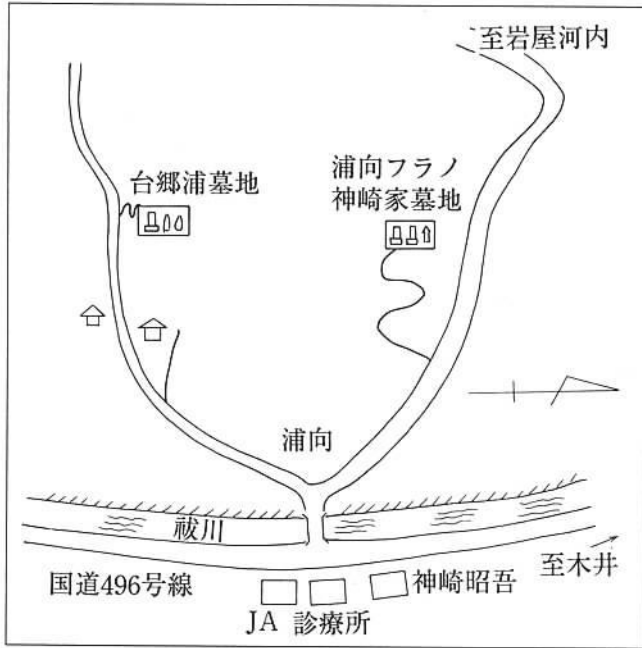 至岩屋河内
台郷浦墓地
浦向フラノ
神崎家墓地
浦向
祓川
至木井
国道496号線
神崎昭吾
JA 診療所